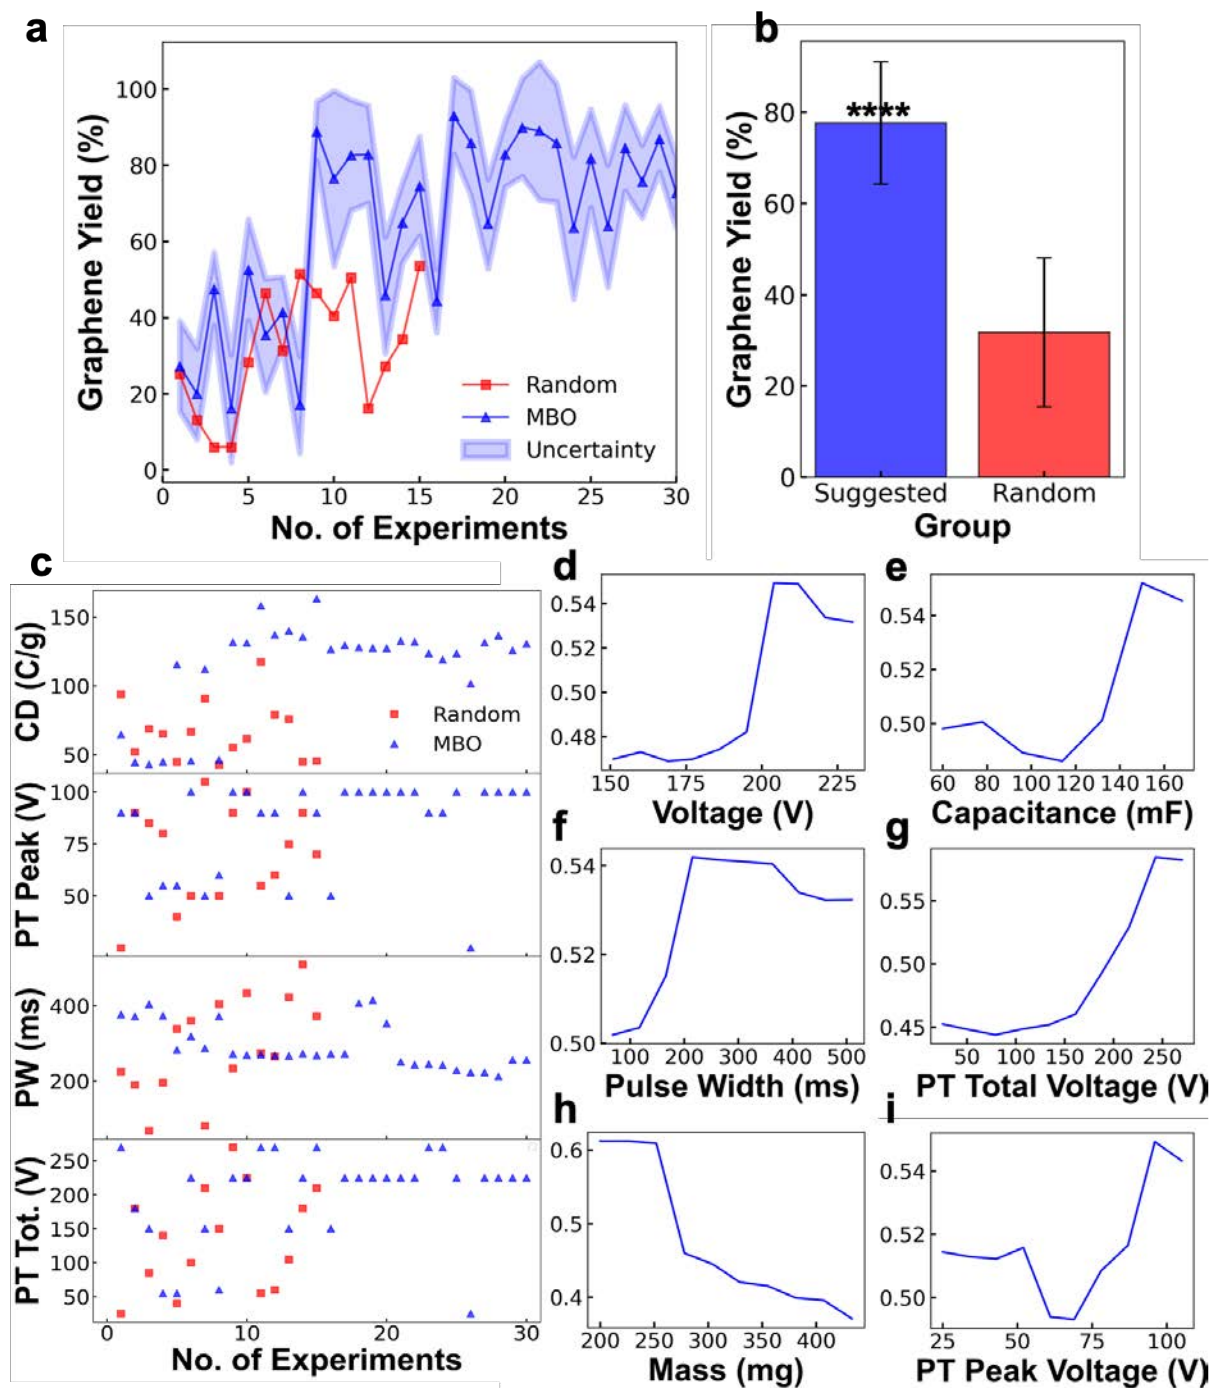 a
Graphene Yield (%)
100
80
60
40
20
0
Random
MBO
Uncertainty
0 5 10 15 20 25 30
No. of Experiments
b
Graphene Yield (%)
80
60
40
20
0
****
Suggested Random
Group
c
CD (C/g)
150
100
50
Random
MBO
PT Peak (V)
100
75
50
PW (ms)
400
200
PT Tot. (V)
250
200
150
100
50
0 10 20 30
No. of Experiments
d
0.54
0.52
0.50
0.48
150 175 200 225
Voltage (V)
e
0.54
0.52
0.50
60 80 100 120 140 160
Capacitance (mF)
f
0.54
0.52
0.50
100 200 300 400 500
Pulse Width (ms)
g
0.55
0.50
0.45
50 100 150 200 250
PT Total Voltage (V)
h
0.6
0.5
0.4
200 250 300 350 400
Mass (mg)
i
0.54
0.52
0.50
25 50 75 100
PT Peak Voltage (V)